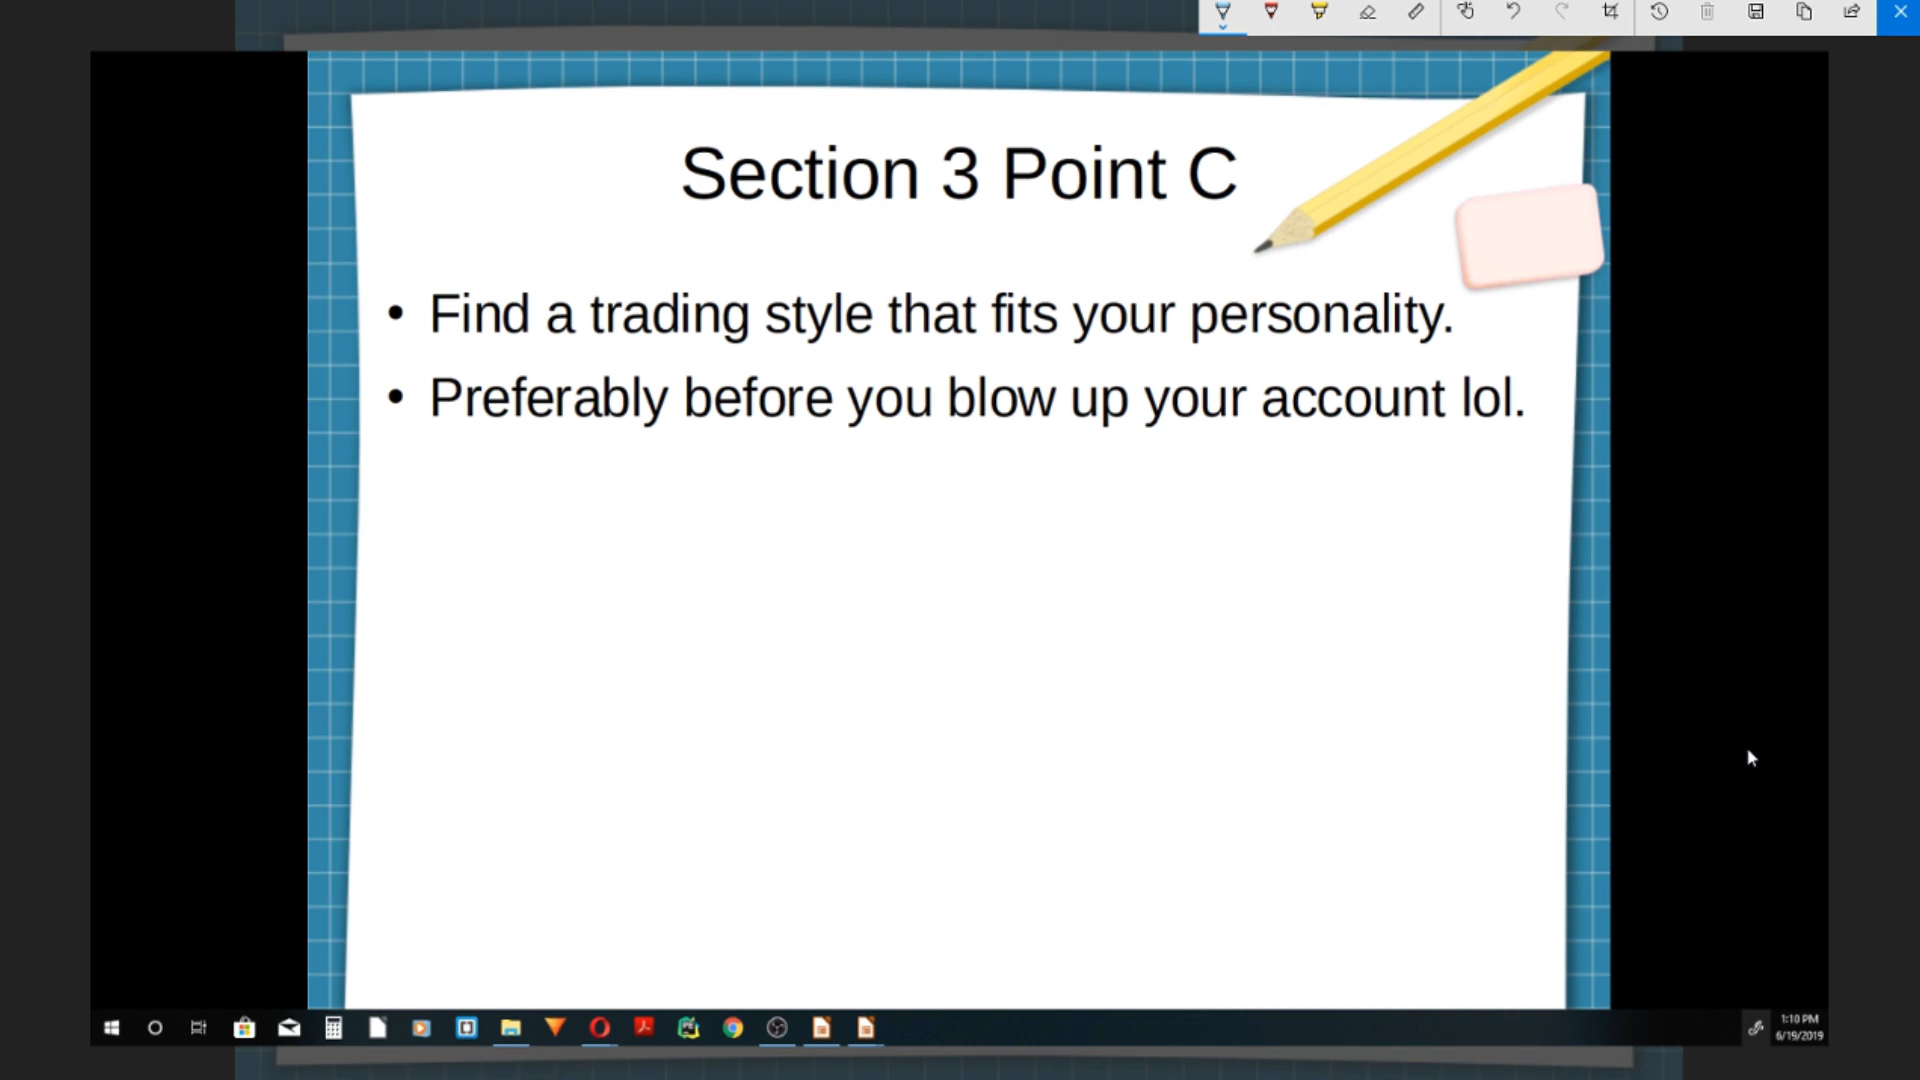 Section 3 Point C
• Find a trading style that fits your personality.
• Preferably before you blow up your account lol.
1:10 PM
6/19/2019